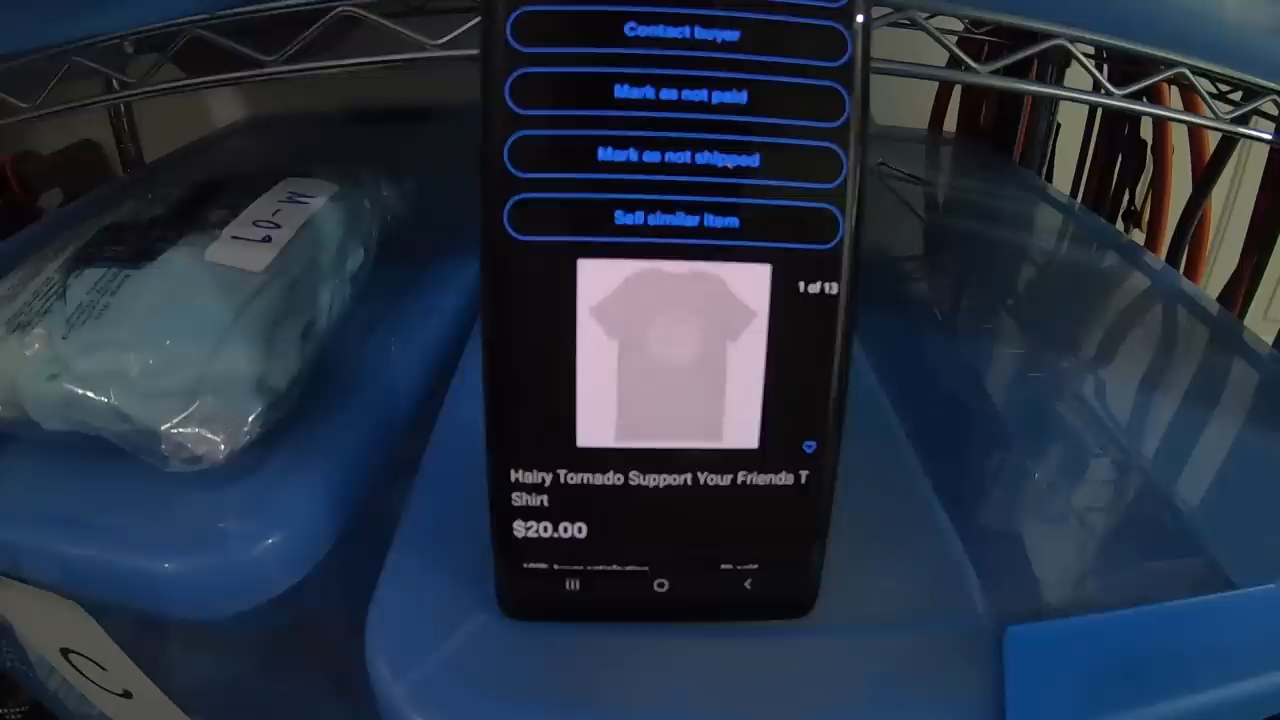 Contact buyer
Mark as not paid
Mark as not shipped
Sell similar item
1 of 13
Hairy Tornado Support Your Friends T
Shirt
$20.00
M-09
C